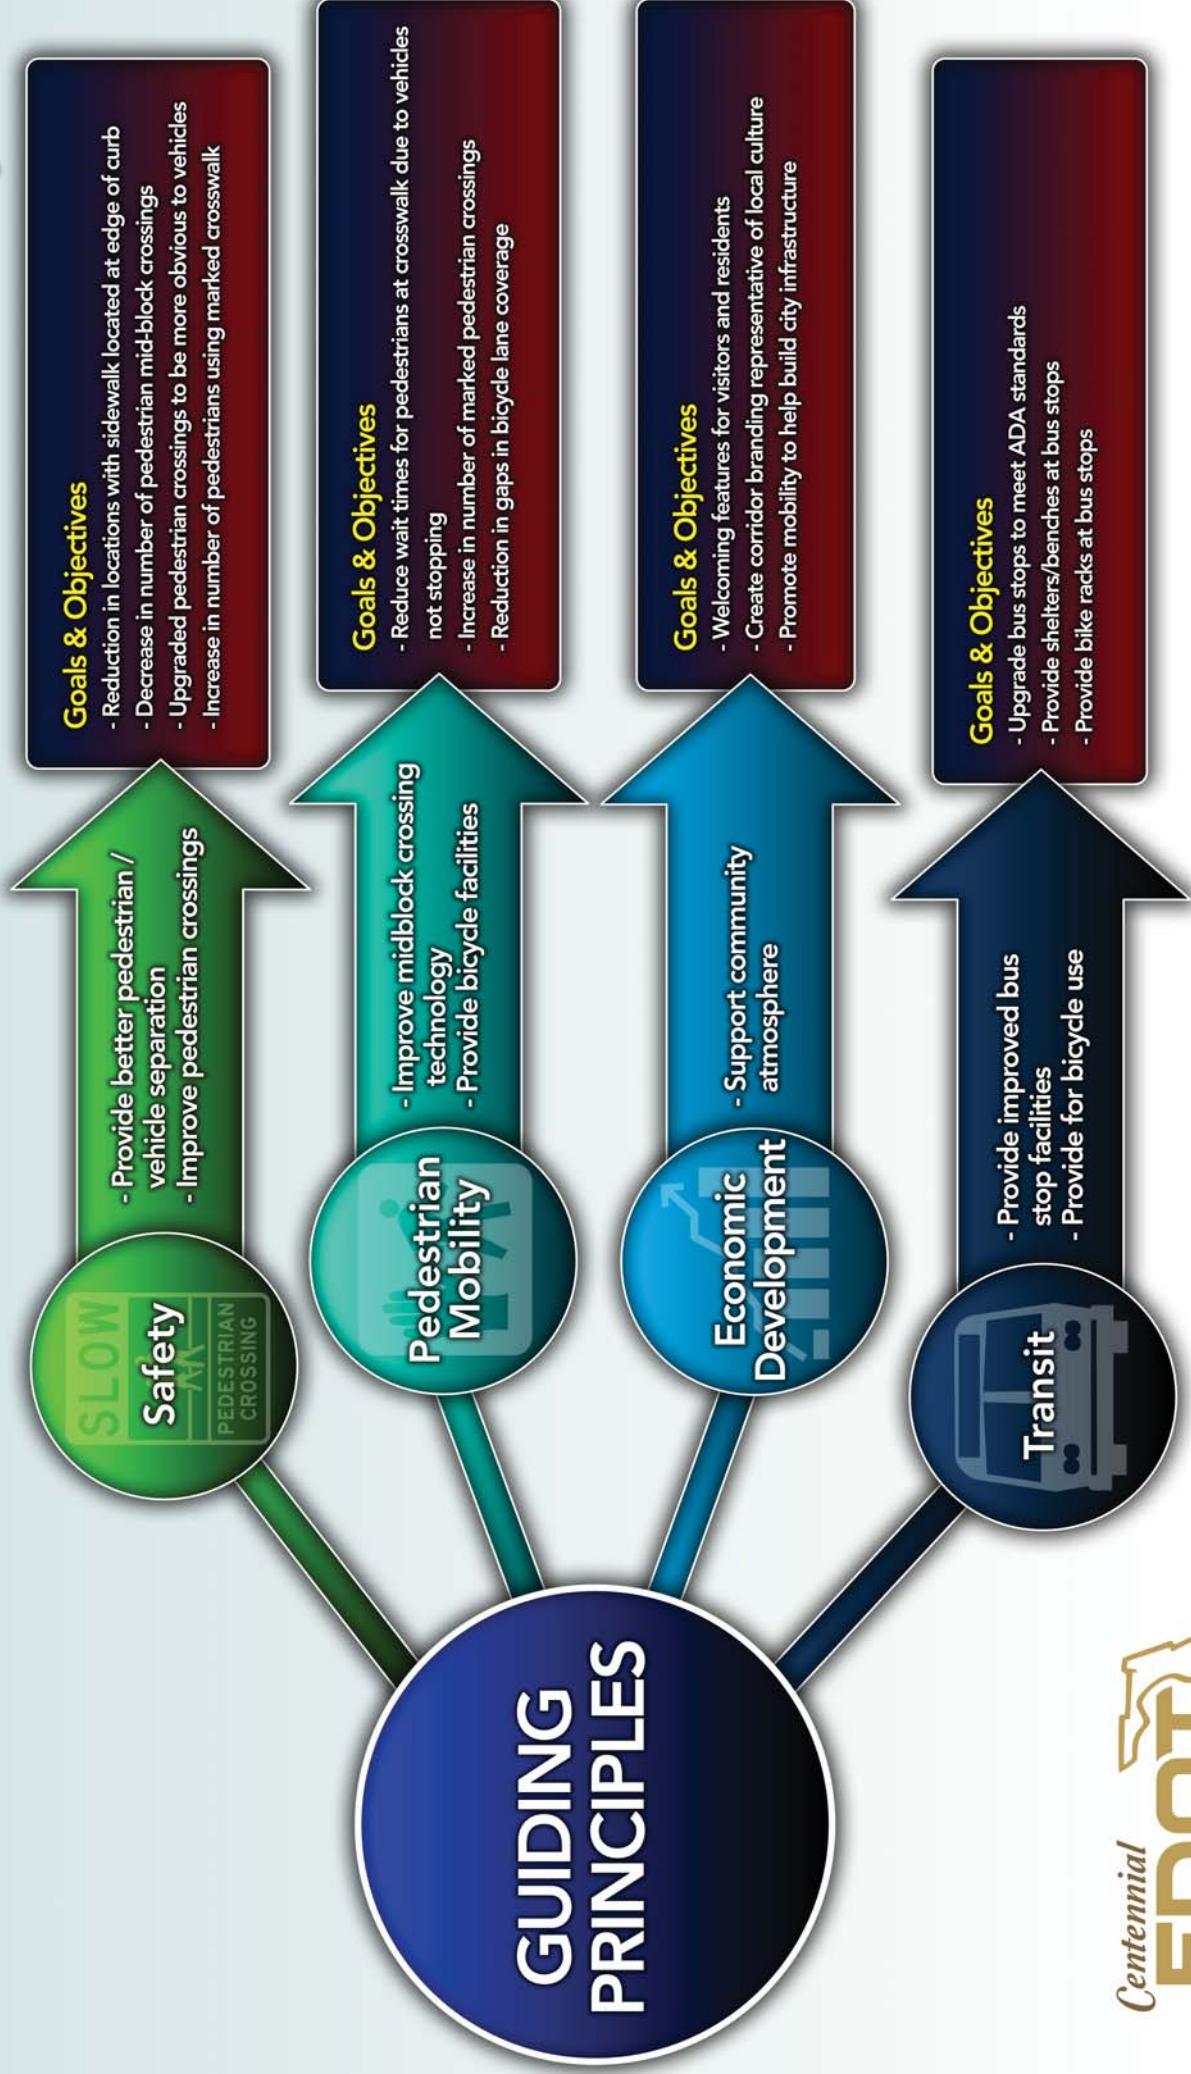 GUIDING
PRINCIPLES
SLOW
Safety
PEDESTRIAN
CROSSING
- Provide better pedestrian /
vehicle separation
- Improve pedestrian crossings
Goals & Objectives
- Reduction in locations with sidewalk located at edge of curb
- Decrease in number of pedestrian mid-block crossings
- Upgraded pedestrian crossings to be more obvious to vehicles
- Increase in number of pedestrians using marked crosswalk
Pedestrian
Mobility
- Improve midblock crossing
technology
- Provide bicycle facilities
Goals & Objectives
- Reduce wait times for pedestrians at crosswalk due to vehicles
not stopping
- Increase in number of marked pedestrian crossings
- Reduction in gaps in bicycle lane coverage
Economic
Development
- Support community
atmosphere
Goals & Objectives
- Welcoming features for visitors and residents
- Create corridor branding representative of local culture
- Promote mobility to help build city infrastructure
Transit
- Provide improved bus
stop facilities
- Provide for bicycle use
Goals & Objectives
- Upgrade bus stops to meet ADA standards
- Provide shelters/benches at bus stops
- Provide bike racks at bus stops
Centennial
FDOT